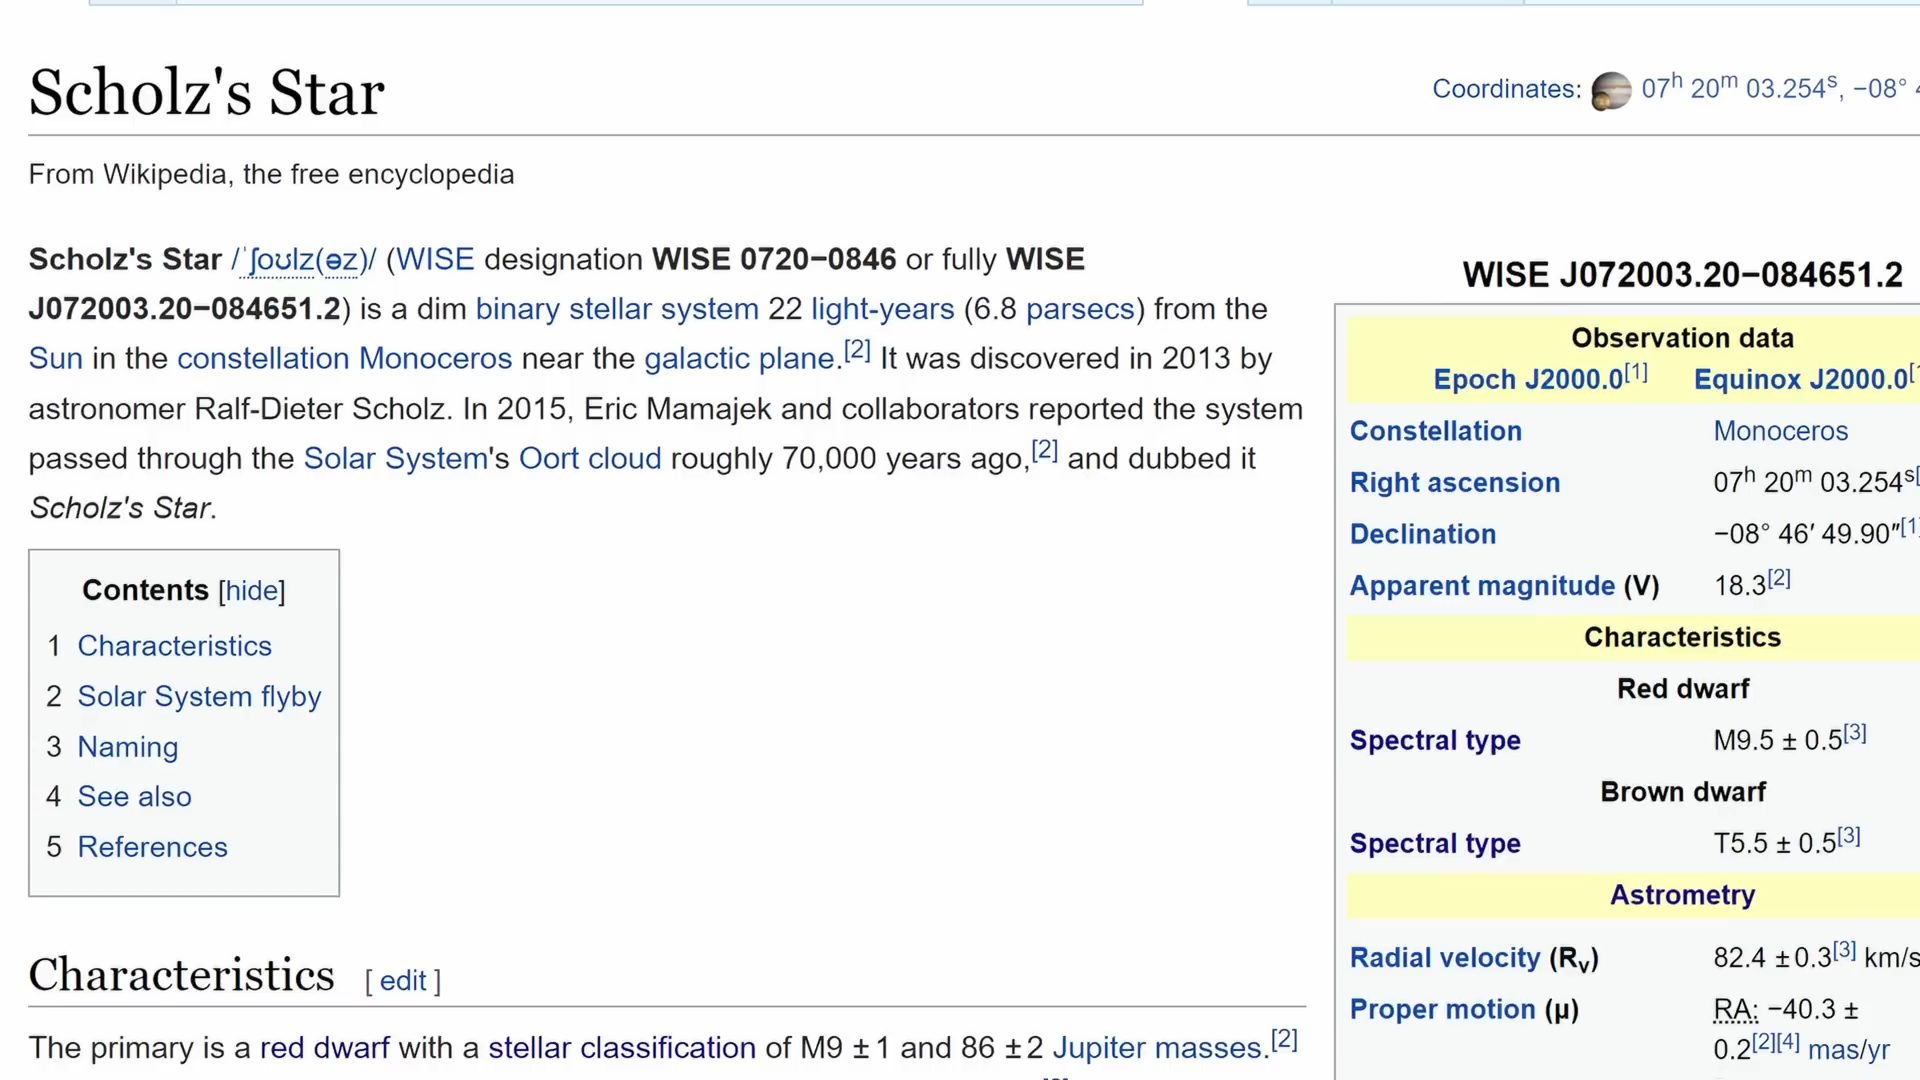 Scholz's Star
Coordinates: 07h 20m 03.254s, −08°
From Wikipedia, the free encyclopedia
Scholz's Star /ˈʃoʊlz(əz)/ (WISE designation WISE 0720−0846 or fully WISE
J072003.20−084651.2) is a dim binary stellar system 22 light-years (6.8 parsecs) from the
Sun in the constellation Monoceros near the galactic plane.[2] It was discovered in 2013 by
astronomer Ralf-Dieter Scholz. In 2015, Eric Mamajek and collaborators reported the system
passed through the Solar System's Oort cloud roughly 70,000 years ago,[2] and dubbed it
Scholz's Star.
Contents [hide]
1 Characteristics
2 Solar System flyby
3 Naming
4 See also
5 References
Characteristics [ edit ]
The primary is a red dwarf with a stellar classification of M9 ±1 and 86 ±2 Jupiter masses.[2]
WISE J072003.20−084651.2
Observation data
Epoch J2000.0[1] Equinox J2000.0
Constellation Monoceros
Right ascension 07h 20m 03.254s
Declination −08° 46′ 49.90″[1]
Apparent magnitude (V) 18.3[2]
Characteristics
Red dwarf
Spectral type M9.5 ± 0.5[3]
Brown dwarf
Spectral type T5.5 ± 0.5[3]
Astrometry
Radial velocity (Rv) 82.4 ±0.3[3] km/s
Proper motion (μ) RA: −40.3 ±
0.2[2][4] mas/yr